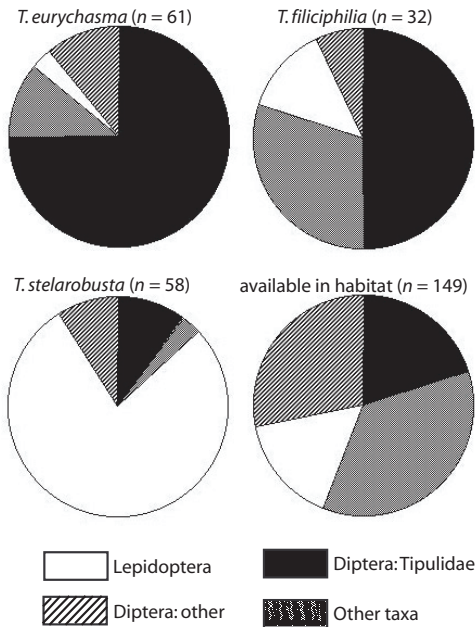 T. eurychasma (n = 61)
T. filiciphilia (n = 32)
T. stelarobusta (n = 58)
available in habitat (n = 149)
Lepidoptera
Diptera: Tipulidae
Diptera: other
Other taxa